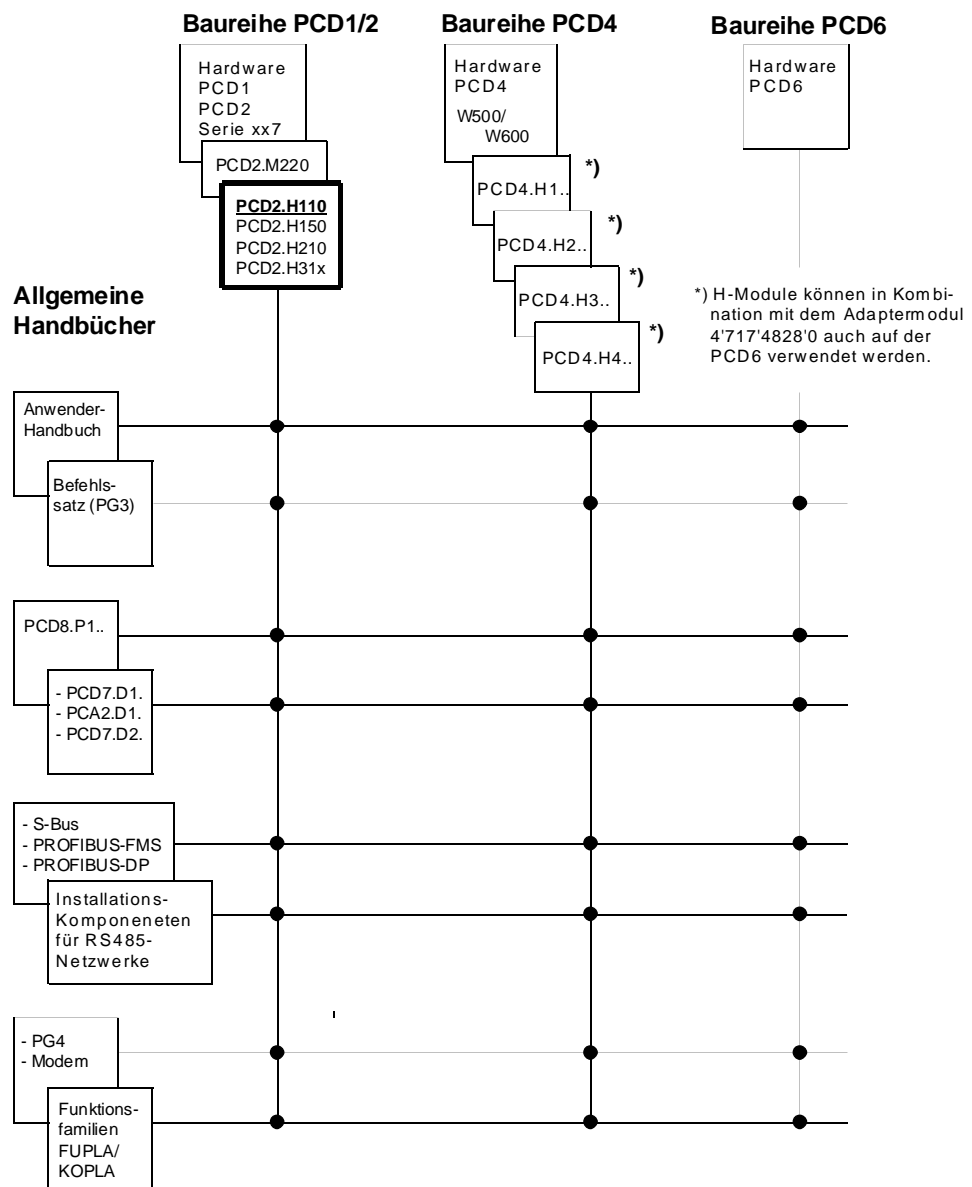 Baureihe PCD1/2
Baureihe PCD4
Baureihe PCD6
Hardware
PCD1
PCD2
Serie xx7
PCD2.M220
PCD2.H110
PCD2.H150
PCD2.H210
PCD2.H31x
Hardware
PCD4
W500/
W600
*)
PCD4.H1..
*)
PCD4.H2..
*)
PCD4.H3..
*)
PCD4.H4..
Hardware
PCD6
*) H-Module können in Kombi-
nation mit dem Adaptermodul
4'717'4828'0 auch auf der
PCD6 verwendet werden.
Allgemeine
Handbücher
Anwender-
Handbuch
Befehls-
satz (PG3)
PCD8.P1..
- PCD7.D1.
- PCA2.D1.
- PCD7.D2.
- S-Bus
- PROFIBUS-FMS
- PROFIBUS-DP
Installations-
Komponeneten
für RS485-
Netzwerke
- PG4
- Modem
Funktions-
familien
FUPLA/
KOPLA